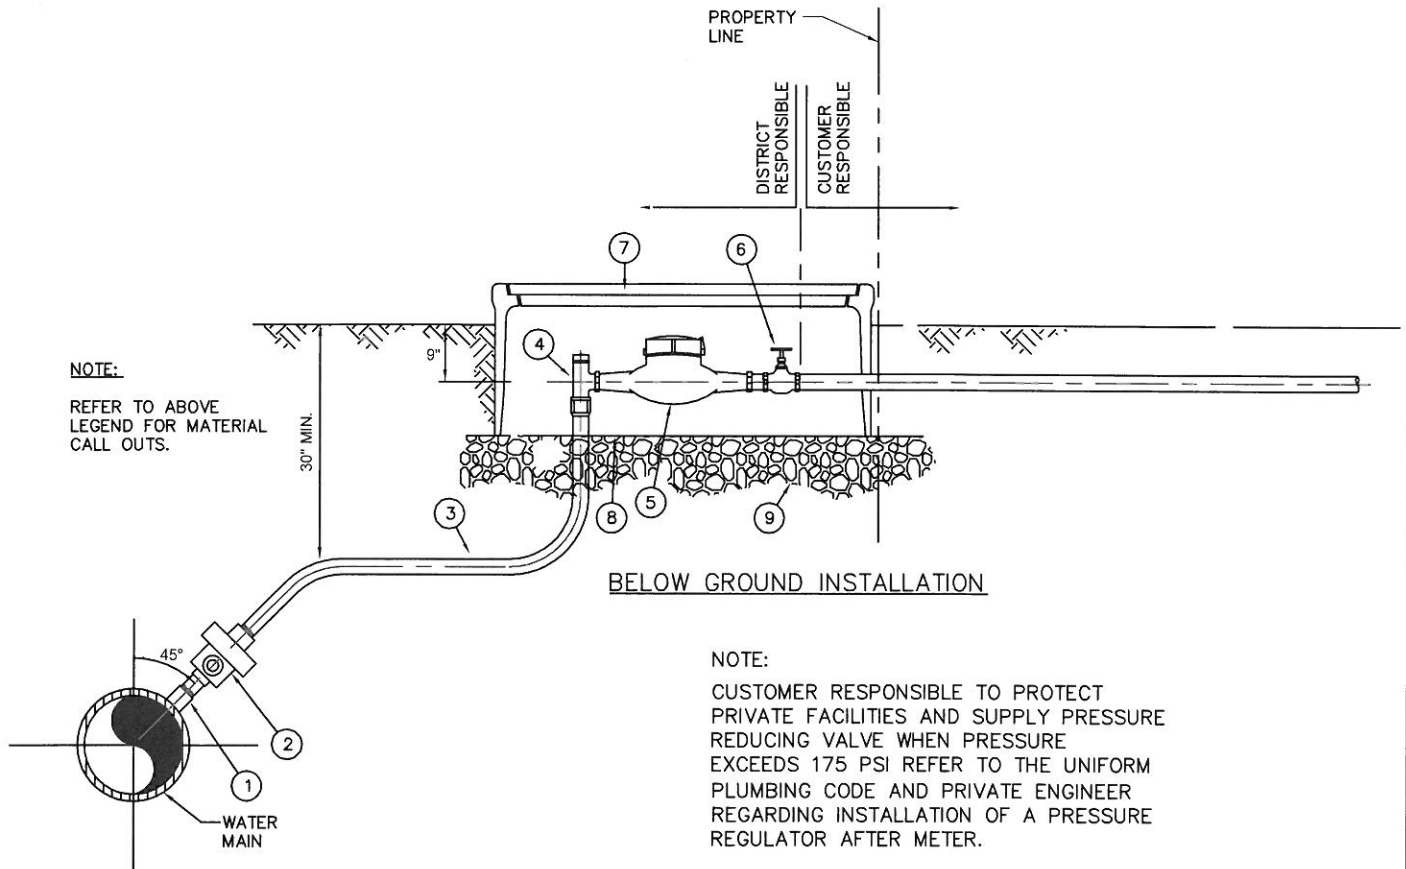 PROPERTY
LINE
DISTRICT
RESPONSIBLE
CUSTOMER
RESPONSIBLE
7
6
4
9"
NOTE:
REFER TO ABOVE
LEGEND FOR MATERIAL
CALL OUTS.
30" MIN.
3
8
5
9
BELOW GROUND INSTALLATION
45°
2
1
WATER
MAIN
NOTE:
CUSTOMER RESPONSIBLE TO PROTECT
PRIVATE FACILITIES AND SUPPLY PRESSURE
REDUCING VALVE WHEN PRESSURE
EXCEEDS 175 PSI REFER TO THE UNIFORM
PLUMBING CODE AND PRIVATE ENGINEER
REGARDING INSTALLATION OF A PRESSURE
REGULATOR AFTER METER.